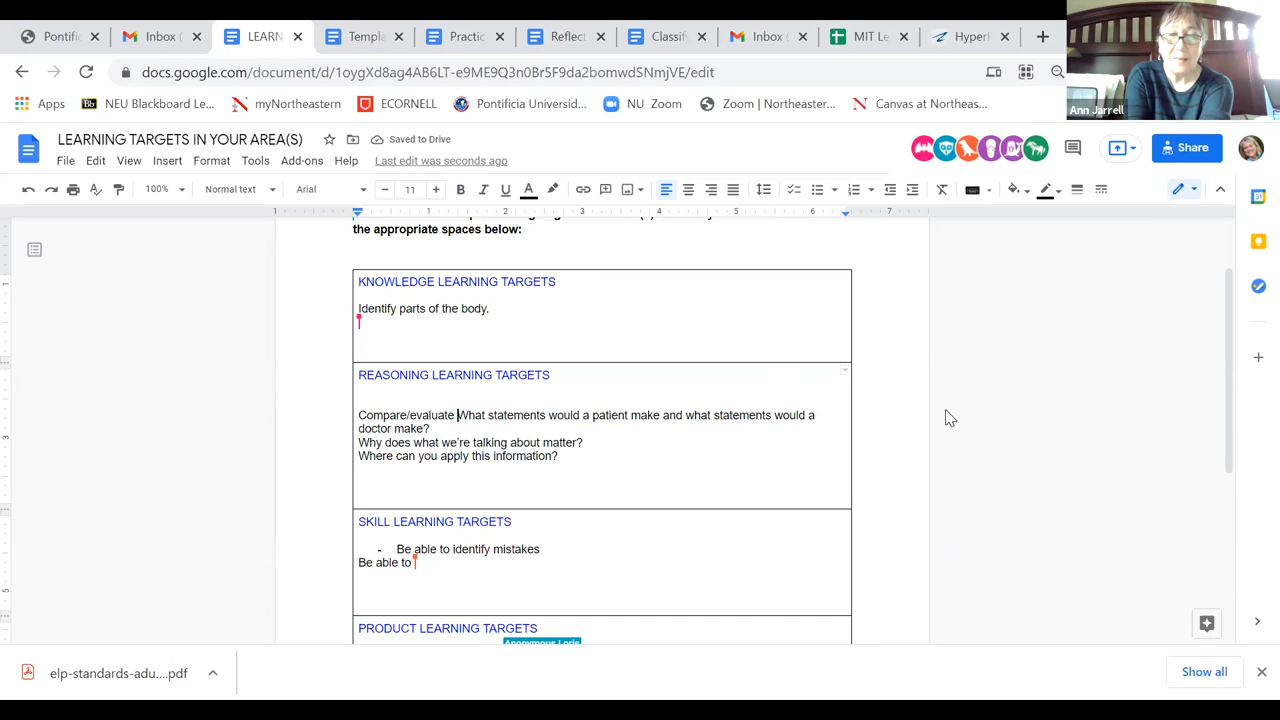 Pontific
Inbox (
LEARN
Templa
Practic
Reflect
Classify
Inbox (
MIT Le
HyperR
docs.google.com/document/d/1oygXd8ag4AB6LT-e9ME9Q3n0Br5F9da2bomwdSNmjVE/edit
Apps
NEU Blackboard Le...
myNortheastern
ECORNELL
Pontificia Universid...
NU Zoom
Zoom | Northeaster...
Canvas at Northeas...
Ann Jarrell
LEARNING TARGETS IN YOUR AREA(S)
Saved to Drive
File Edit View Insert Format Tools Add-ons Help Last edit was seconds ago
Share
100% Normal text Arial 11
the appropriate spaces below:
KNOWLEDGE LEARNING TARGETS
Identify parts of the body.
REASONING LEARNING TARGETS
Compare/evaluate What statements would a patient make and what statements would a
doctor make?
Why does what we're talking about matter?
Where can you apply this information?
SKILL LEARNING TARGETS
- Be able to identify mistakes
Be able to
PRODUCT LEARNING TARGETS
Anonymous Loris
elp-standards-adu....pdf
Show all